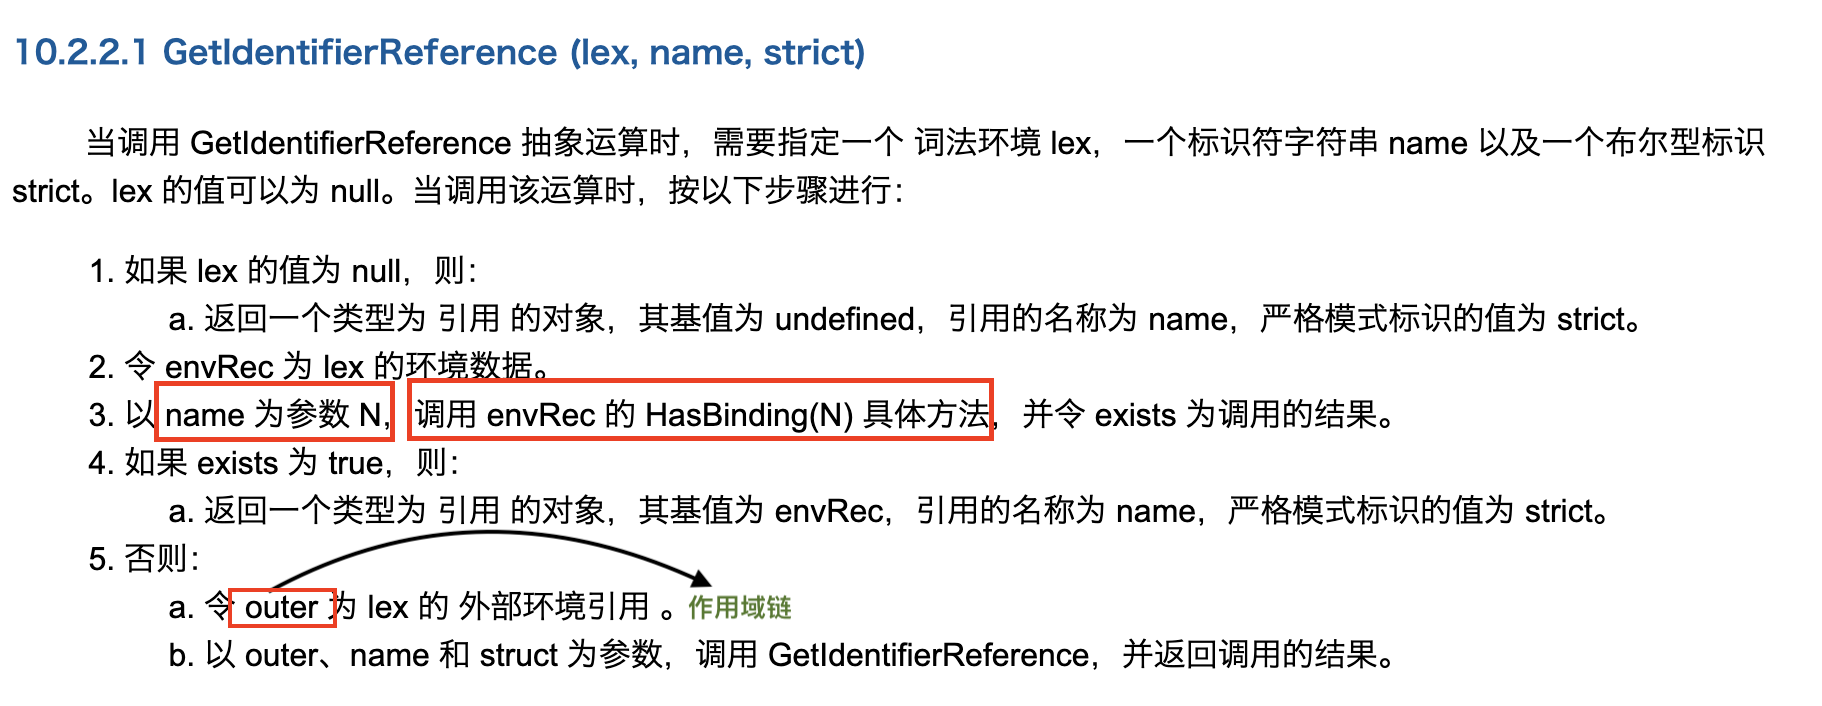 10.2.2.1 GetIdentifierReference (lex, name, strict)
当调用 GetIdentifierReference 抽象运算时，需要指定一个 词法环境 lex，一个标识符字符串 name 以及一个布尔型标识
strict。lex 的值可以为 null。当调用该运算时，按以下步骤进行：
1. 如果 lex 的值为 null，则：
a. 返回一个类型为 引用 的对象，其基值为 undefined，引用的名称为 name，严格模式标识的值为 strict。
2. 令 envRec 为 lex 的环境数据。
3. 以 name 为参数 N，调用 envRec 的 HasBinding(N) 具体方法，并令 exists 为调用的结果。
4. 如果 exists 为 true，则：
a. 返回一个类型为 引用 的对象，其基值为 envRec，引用的名称为 name，严格模式标识的值为 strict。
5. 否则：
a. 令 outer 为 lex 的 外部环境引用 。作用域链
b. 以 outer、name 和 struct 为参数，调用 GetIdentifierReference，并返回调用的结果。